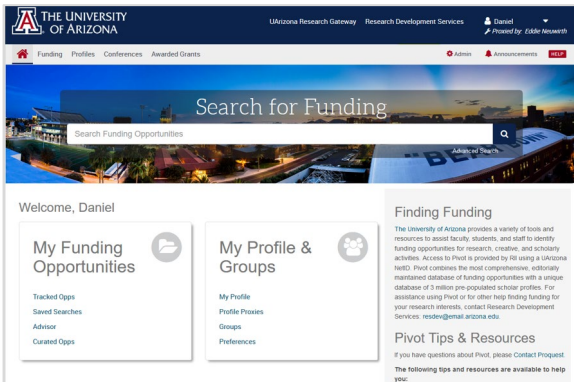 THE UNIVERSITY
OF ARIZONA
UArizona Research Gateway Research Development Services Daniel
Proxied by: Eddie Neuwirth
Funding Profiles Conferences Awarded Grants Admin Announcements HELP
Search for Funding
Search Funding Opportunities
Advanced Search
"BEAR DOWN"
Welcome, Daniel
My Funding
Opportunities
Tracked Opps
Saved Searches
Advisor
Curated Opps
My Profile &
Groups
My Profile
Profile Proxies
Groups
Preferences
Finding Funding
The University of Arizona provides a variety of tools and
resources to assist faculty, students, and staff to identify
funding opportunities for research, creative, and scholarly
activities. Access to Pivot is provided by RII using a UArizona
NetID. Pivot combines the most comprehensive, editorially
maintained database of funding opportunities with a unique
database of 3 million pre-populated scholar profiles. For
assistance using Pivot or for other help finding funding for
your research interests, contact Research Development
Services: resdev@email.arizona.edu.
Pivot Tips & Resources
If you have questions about Pivot, please Contact Proquest.
The following tips and resources are available to help
you: